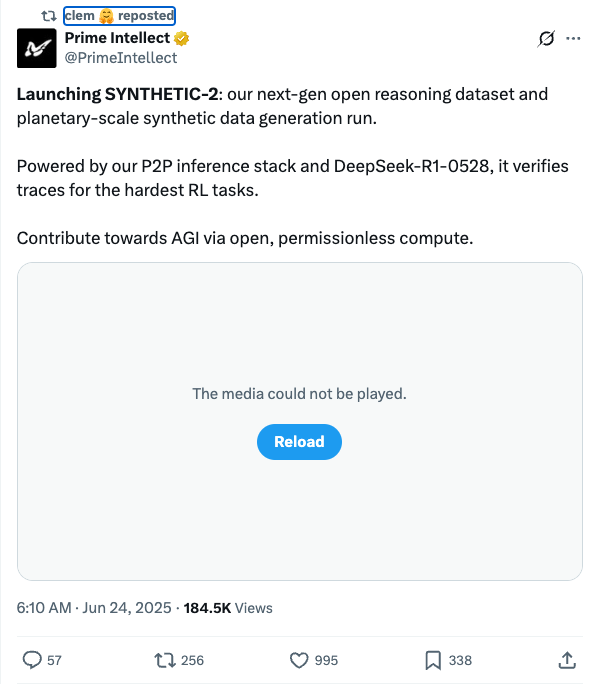 clem 🤗 reposted
Prime Intellect
@PrimeIntellect
Launching SYNTHETIC-2: our next-gen open reasoning dataset and
planetary-scale synthetic data generation run.
Powered by our P2P inference stack and DeepSeek-R1-0528, it verifies
traces for the hardest RL tasks.
Contribute towards AGI via open, permissionless compute.
The media could not be played.
Reload
6:10 AM · Jun 24, 2025 · 184.5K Views
57 256 995 338